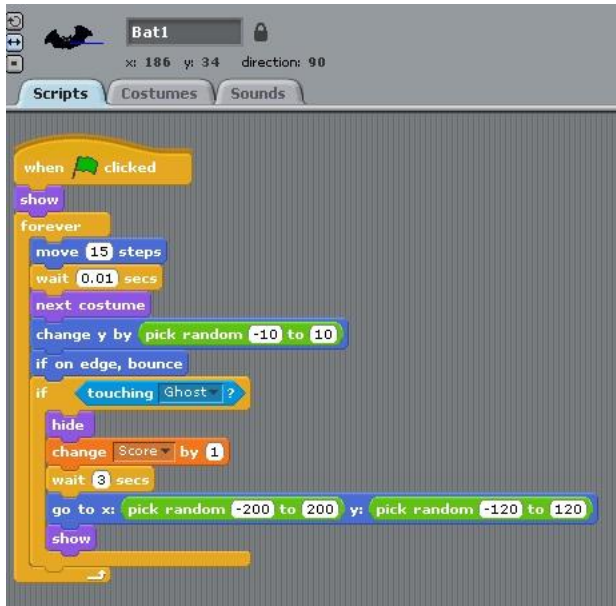 Bat1
x: 186 y: 34 direction: 90
Scripts Costumes Sounds
when clicked
show
forever
move 15 steps
wait 0.01 secs
next costume
change y by pick random -10 to 10
if on edge, bounce
if touching Ghost ?
hide
change Score by 1
wait 3 secs
go to x: pick random -200 to 200 y: pick random -120 to 120
show